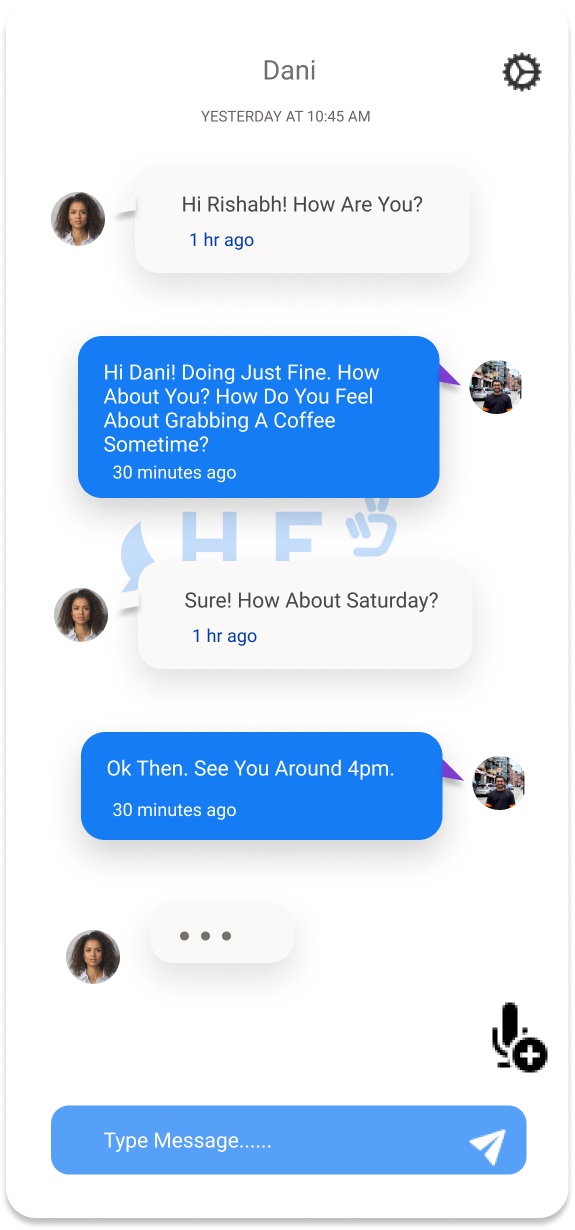 Dani
YESTERDAY AT 10:45 AM
Hi Rishabh! How Are You?
1 hr ago
Hi Dani! Doing Just Fine. How
About You? How Do You Feel
About Grabbing A Coffee
Sometime?
30 minutes ago
Sure! How About Saturday?
1 hr ago
Ok Then. See You Around 4pm.
30 minutes ago
Type Message......